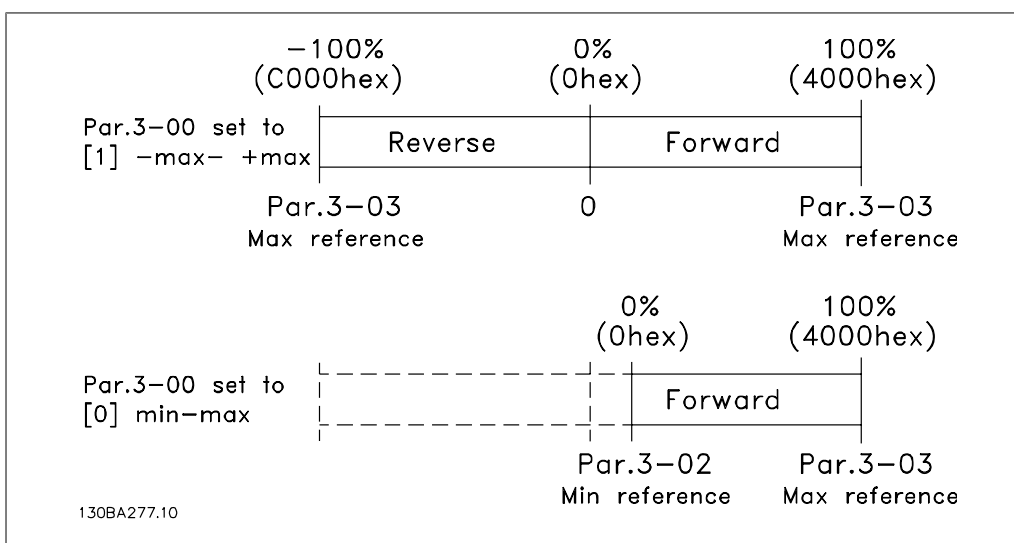 -100%
(C000hex)
0%
(0hex)
100%
(4000hex)
Par.3-00 set to
[1] -max- +max
Reverse
Forward
Par.3-03
Max reference
0
Par.3-03
Max reference
0%
(0hex)
100%
(4000hex)
Par.3-00 set to
[0] min-max
Forward
Par.3-02
Min reference
Par.3-03
Max reference
130BA277.10